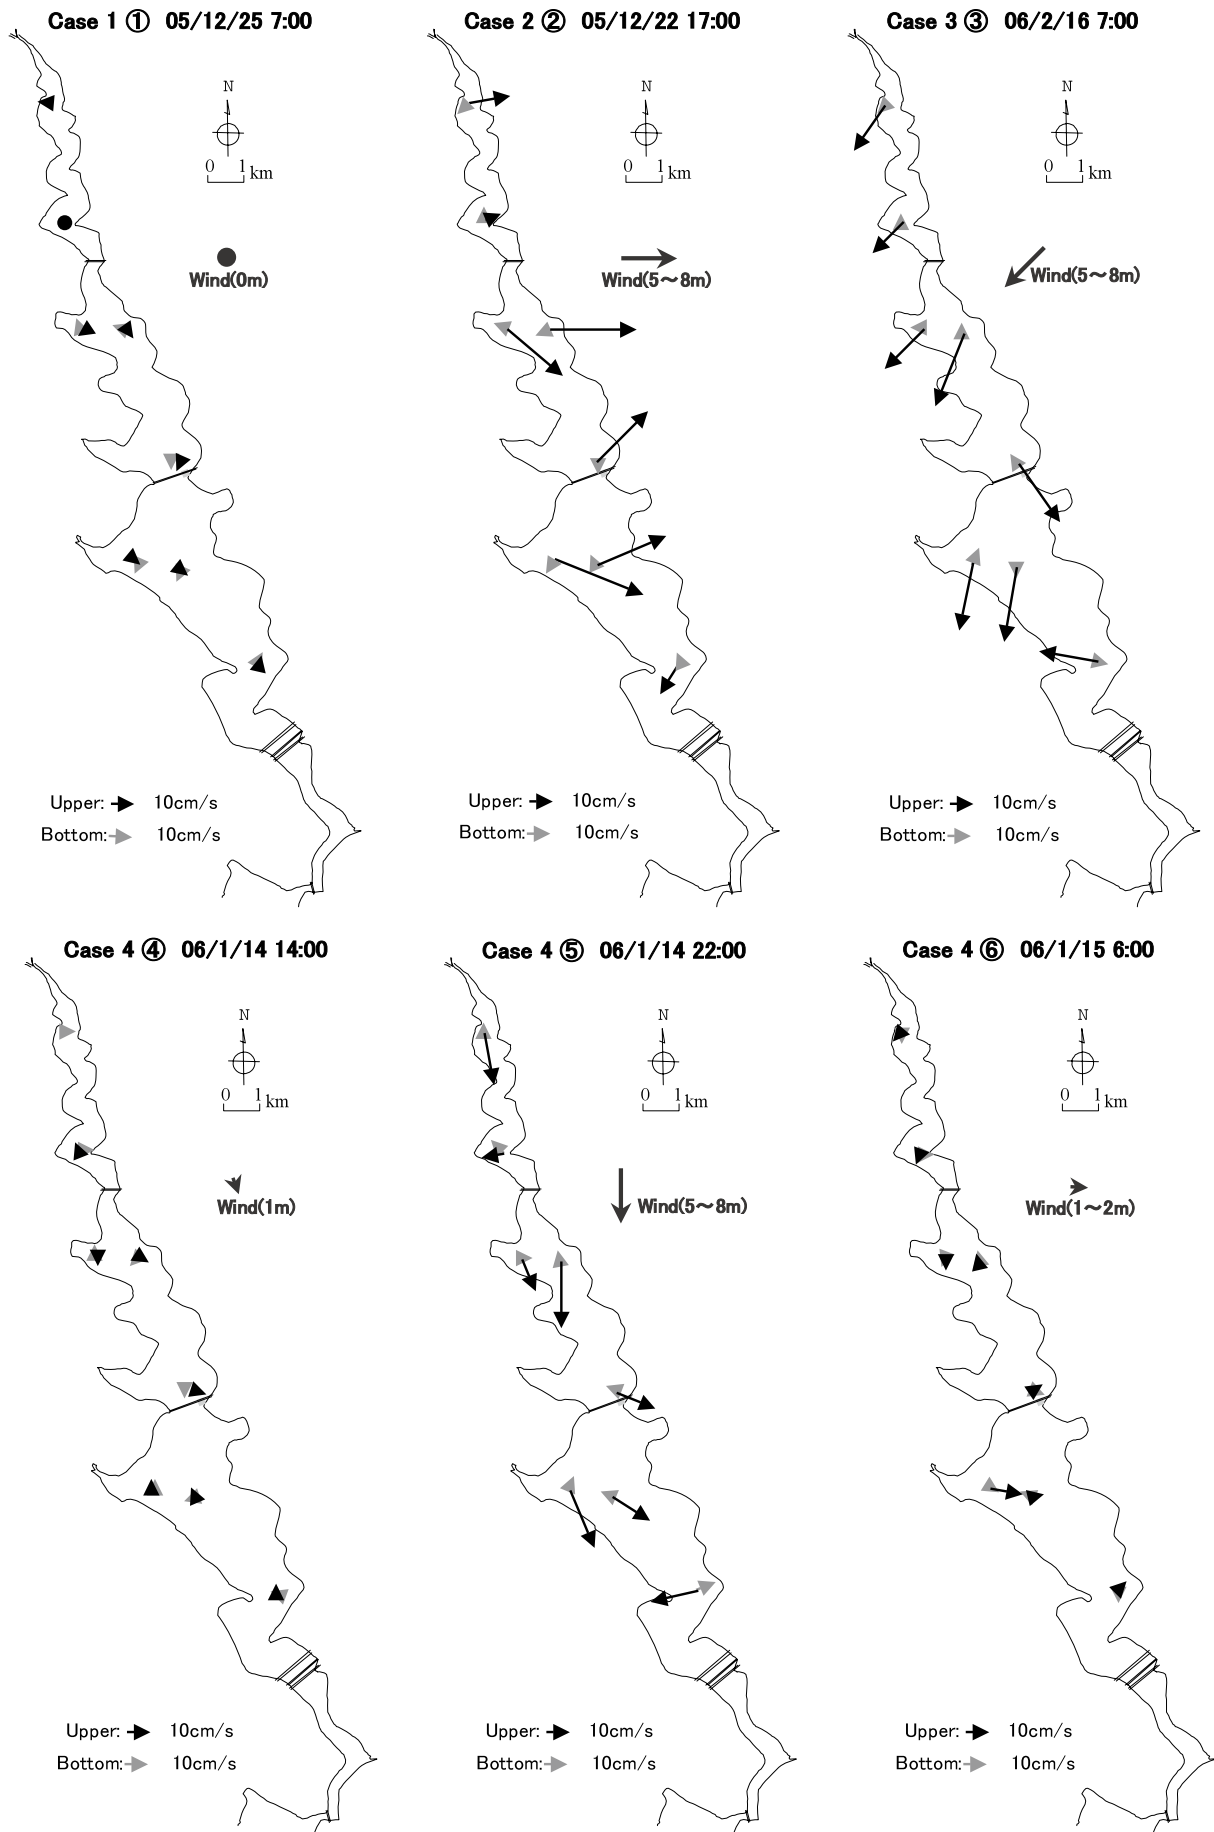 Case 1 ① 05/12/25 7:00
N
0 1 km
Wind(0m)
Upper: 10cm/s
Bottom: 10cm/s
Case 2 ② 05/12/22 17:00
N
0 1 km
Wind(5～8m)
Upper: 10cm/s
Bottom: 10cm/s
Case 3 ③ 06/2/16 7:00
N
0 1 km
Wind(5～8m)
Upper: 10cm/s
Bottom: 10cm/s
Case 4 ④ 06/1/14 14:00
N
0 1 km
Wind(1m)
Upper: 10cm/s
Bottom: 10cm/s
Case 4 ⑤ 06/1/14 22:00
N
0 1 km
Wind(5～8m)
Upper: 10cm/s
Bottom: 10cm/s
Case 4 ⑥ 06/1/15 6:00
N
0 1 km
Wind(1～2m)
Upper: 10cm/s
Bottom: 10cm/s